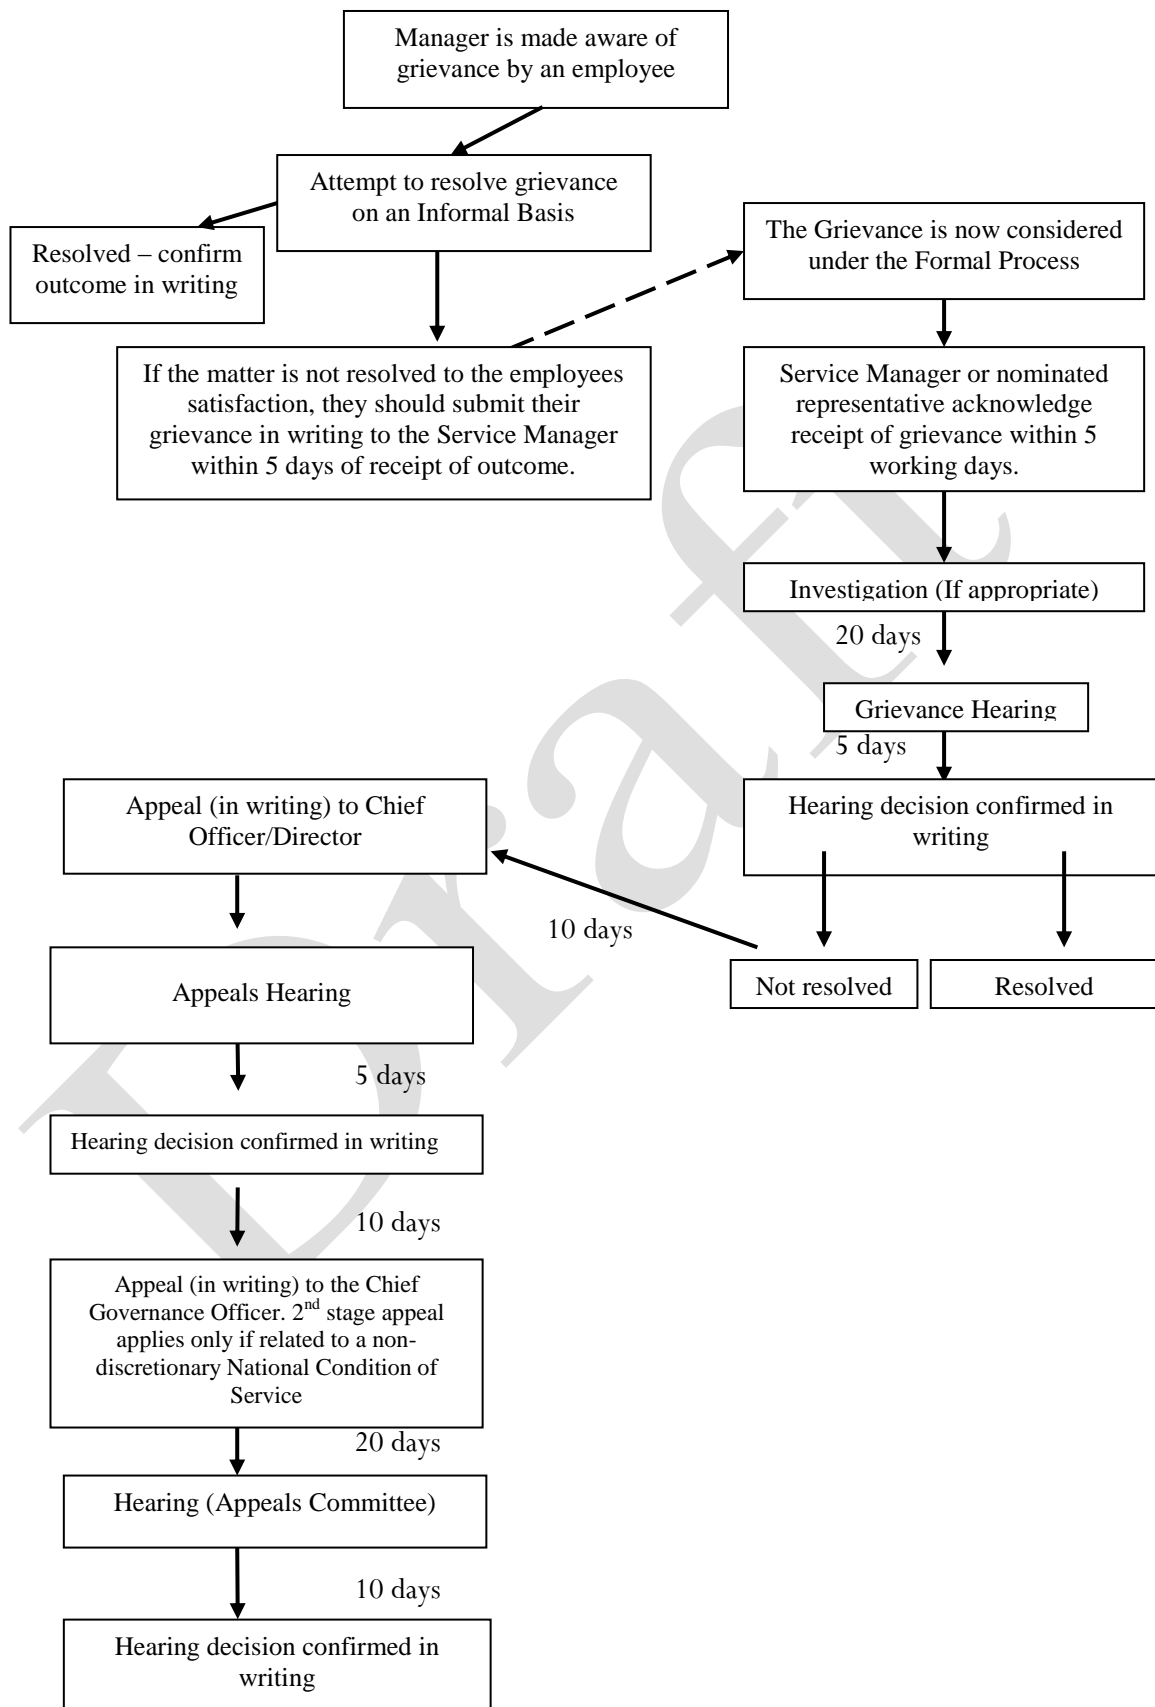 Manager is made aware of
grievance by an employee
Attempt to resolve grievance
on an Informal Basis
Resolved – confirm
outcome in writing
The Grievance is now considered
under the Formal Process
If the matter is not resolved to the employees
satisfaction, they should submit their
grievance in writing to the Service Manager
within 5 days of receipt of outcome.
Service Manager or nominated
representative acknowledge
receipt of grievance within 5
working days.
Investigation (If appropriate)
20 days
Grievance Hearing
5 days
Hearing decision confirmed in
writing
Not resolved
Resolved
10 days
Appeal (in writing) to Chief
Officer/Director
Appeals Hearing
5 days
Hearing decision confirmed in writing
10 days
Appeal (in writing) to the Chief
Governance Officer. 2nd stage appeal
applies only if related to a non-
discretionary National Condition of
Service
20 days
Hearing (Appeals Committee)
10 days
Hearing decision confirmed in
writing
Draft